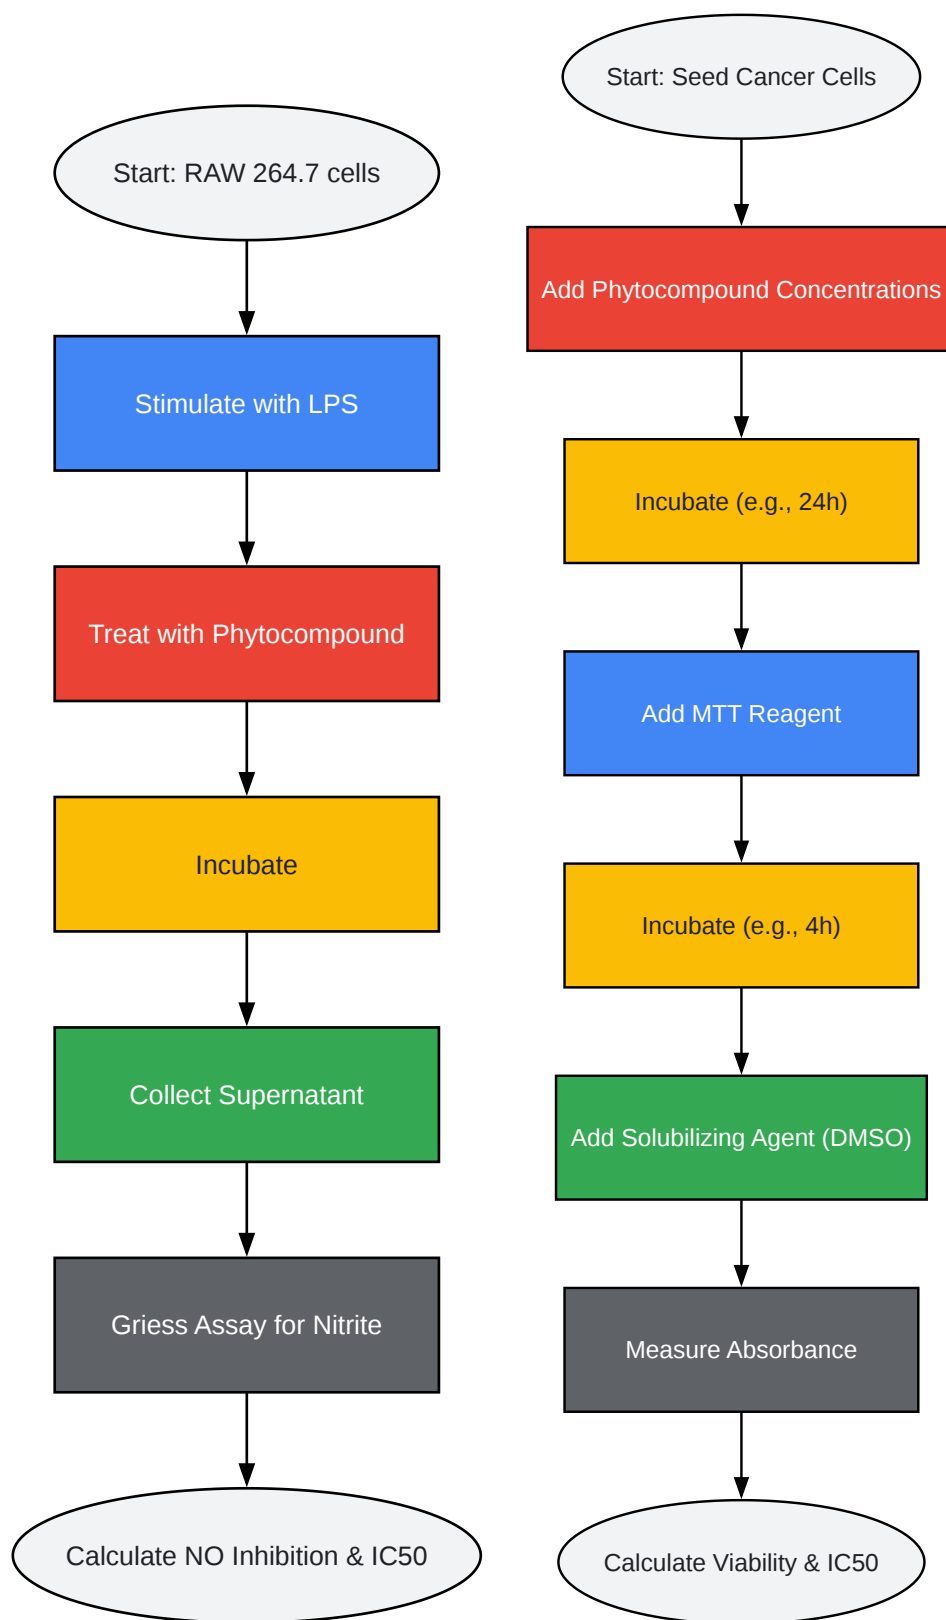 Start: RAW 264.7 cells
Stimulate with LPS
Treat with Phytocompound
Incubate
Collect Supernatant
Griess Assay for Nitrite
Calculate NO Inhibition & IC50
Start: Seed Cancer Cells
Add Phytocompound Concentrations
Incubate (e.g., 24h)
Add MTT Reagent
Incubate (e.g., 4h)
Add Solubilizing Agent (DMSO)
Measure Absorbance
Calculate Viability & IC50